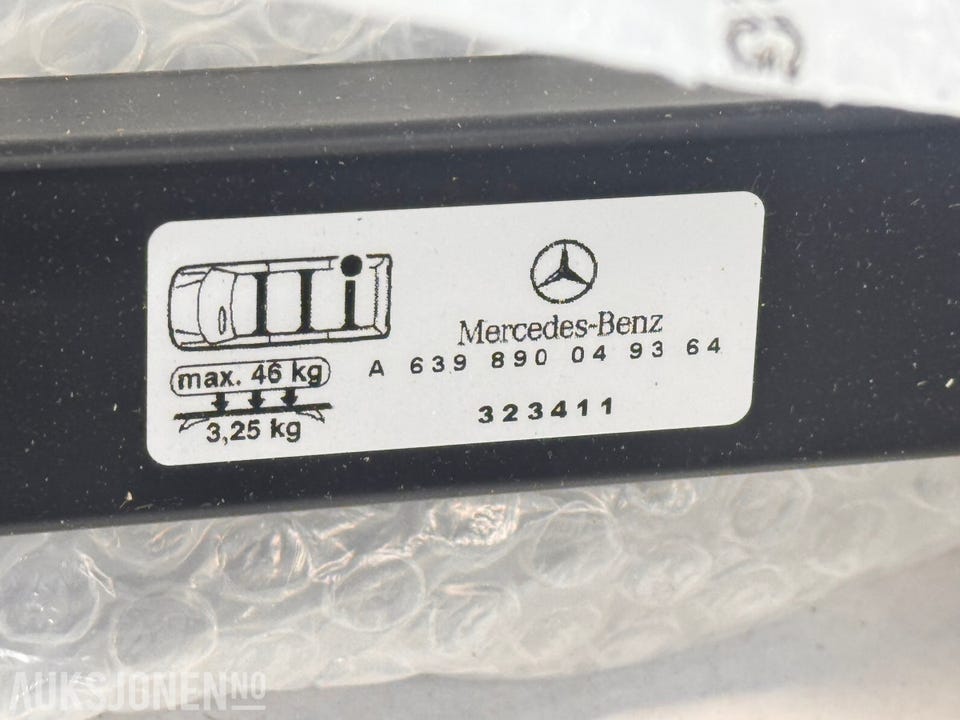 Mercedes-Benz
A 639 890 04 93 64
323411
max. 46 kg
3,25 kg
AUKSJONEN NO